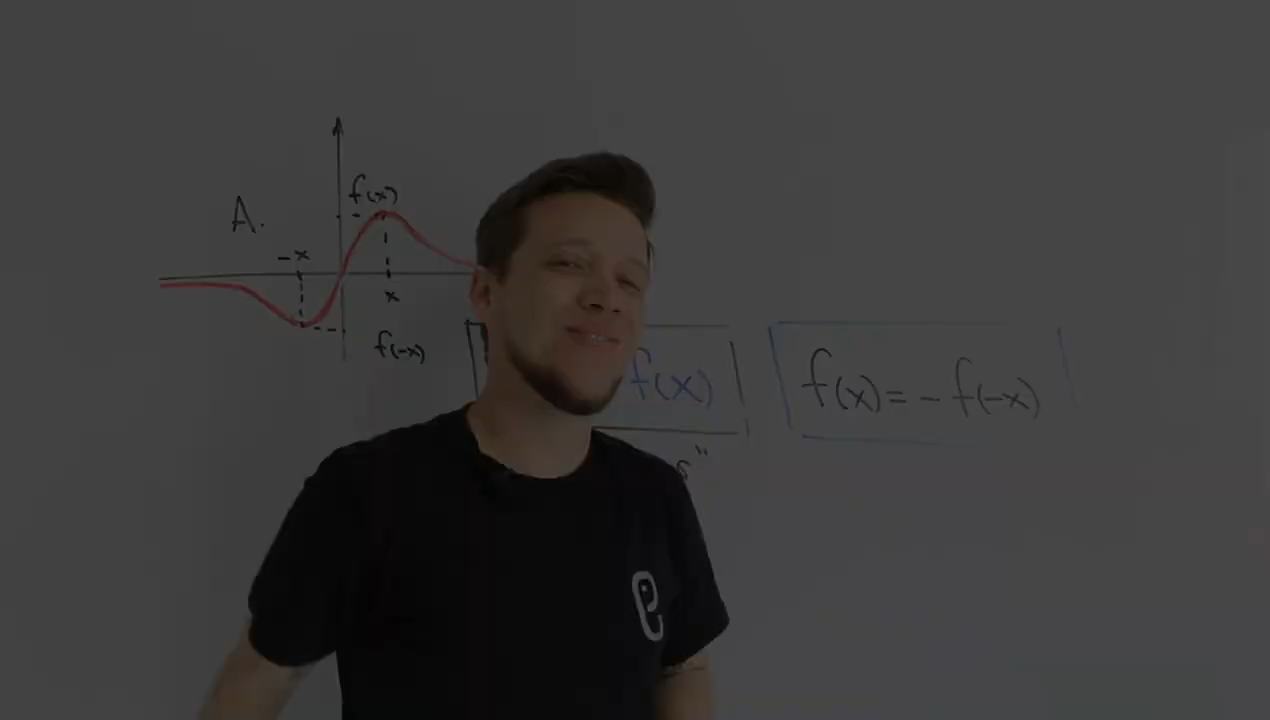 A.
f(x)
-x
x
f(-x)
f(x)
f(x) = - f(-x)